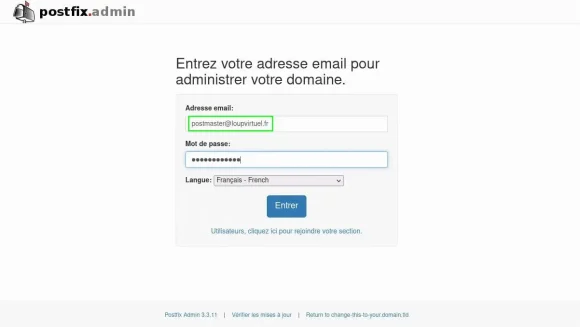 postfix.admin
Entrez votre adresse email pour
administrer votre domaine.
Adresse email:
postmaster@loupvirtuel.fr
Mot de passe:
●●●●●●●●●●●●
Langue: Français - French
Entrer
Utilisateurs, cliquez ici pour rejoindre votre section.
Postfix Admin 3.3.11 | Vérifier les mises à jour | Return to change-this-to-your.domain.tld